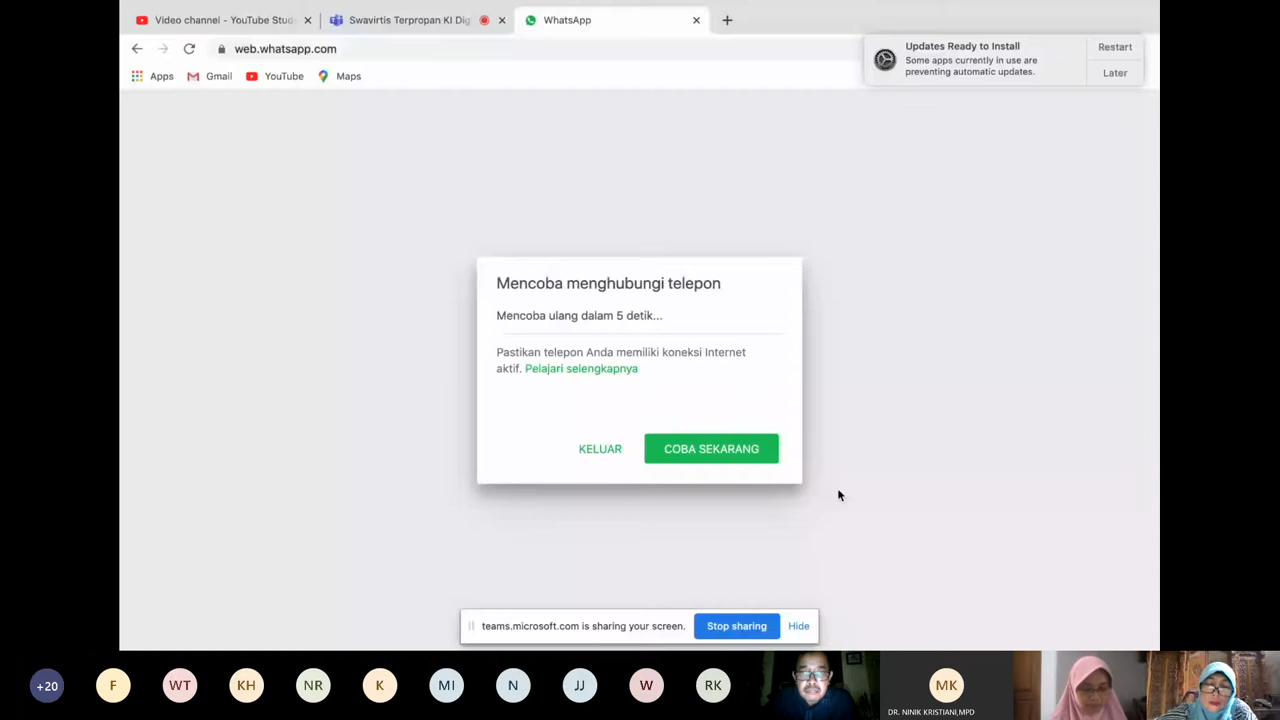 Video channel - YouTube Stud
Swavirtis Terpropan KI Dig
WhatsApp
web.whatsapp.com
Updates Ready to Install
Some apps currently in use are
preventing automatic updates.
Restart
Later
Apps
Gmail
YouTube
Maps
Mencoba menghubungi telepon
Mencoba ulang dalam 5 detik...
Pastikan telepon Anda memiliki koneksi Internet
aktif. Pelajari selengkapnya
KELUAR
COBA SEKARANG
teams.microsoft.com is sharing your screen.
Stop sharing
Hide
+20
F
WT
KH
NR
K
MI
N
JJ
W
RK
MK
DR. NINIK KRISTIANI,MPD